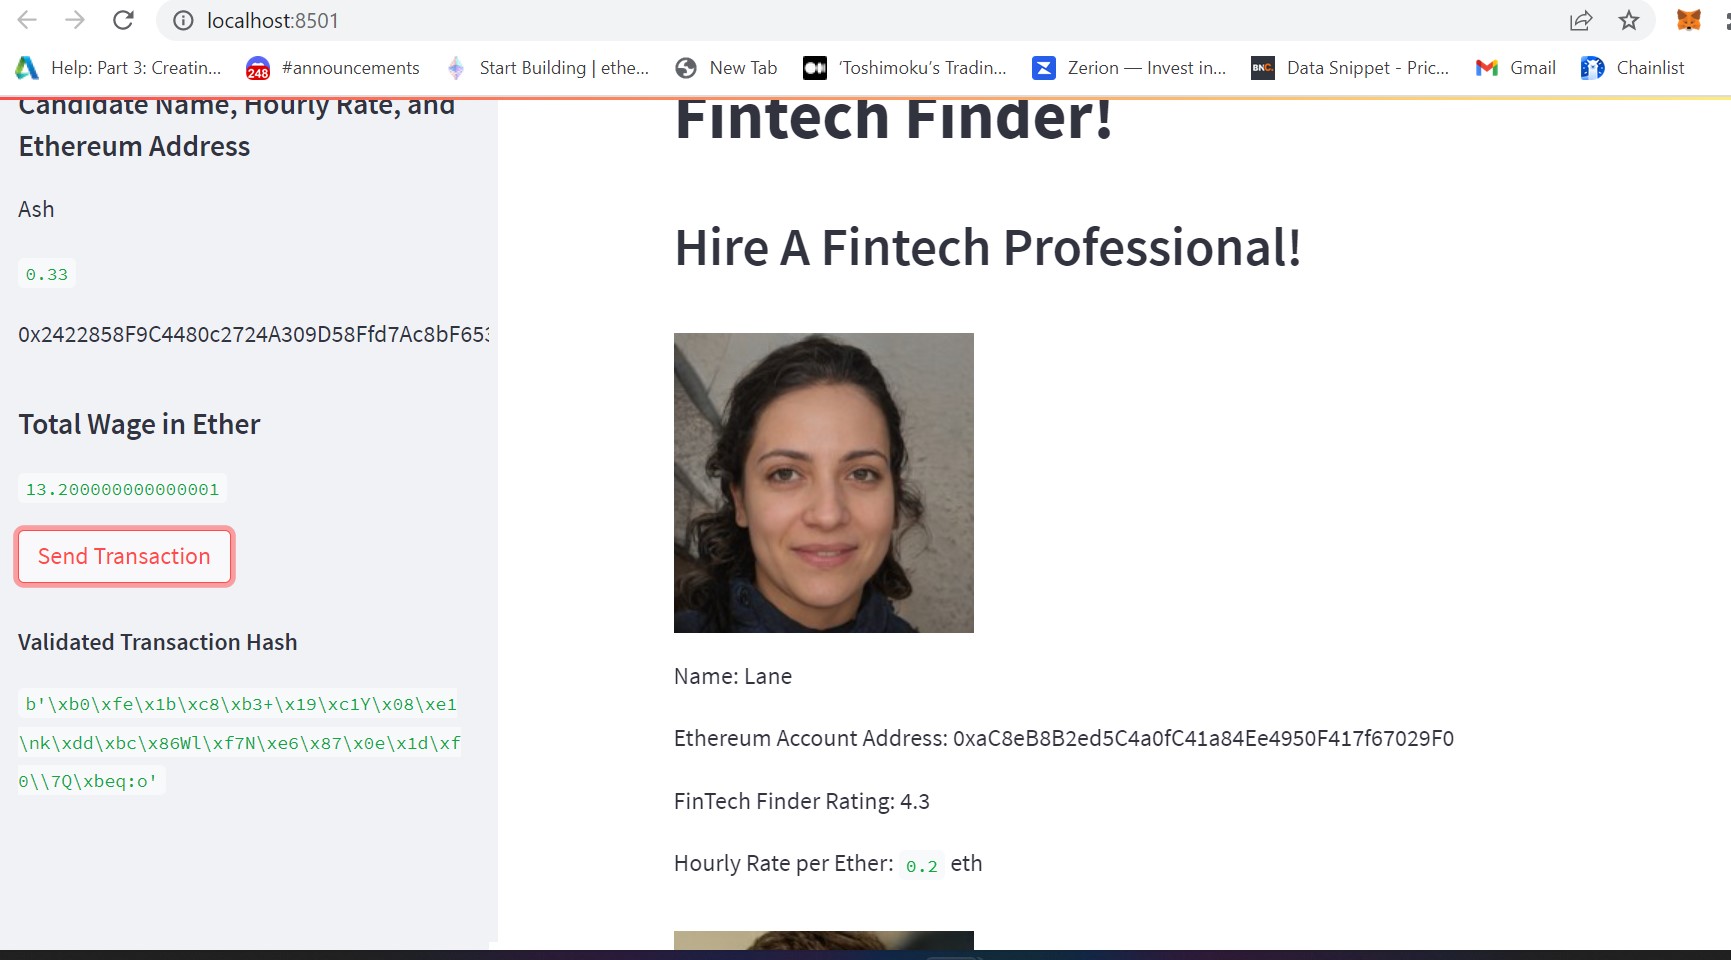 localhost:8501
Help: Part 3: Creatin...
248
#announcements
Start Building | ethe...
New Tab
‘Toshimoku’s Tradin...
Zerion — Invest in...
BNC.
Data Snippet - Pric...
Gmail
Chainlist
Candidate Name, Hourly Rate, and
Ethereum Address
Ash
0.33
0x2422858F9C4480c2724A309D58Ffd7Ac8bF653
Total Wage in Ether
13.200000000000001
Send Transaction
Validated Transaction Hash
b'\xb0\xfe\x1b\xc8\xb3+\x19\xc1Y\x08\xe1
\nk\xdd\xbc\x86Wl\xf7N\xe6\x87\x0e\x1d\xf
0\\7Q\xbeq:o'
Fintech Finder!
Hire A Fintech Professional!
Name: Lane
Ethereum Account Address: 0xaC8eB8B2ed5C4a0fC41a84Ee4950F417f67029F0
FinTech Finder Rating: 4.3
Hourly Rate per Ether: 0.2 eth